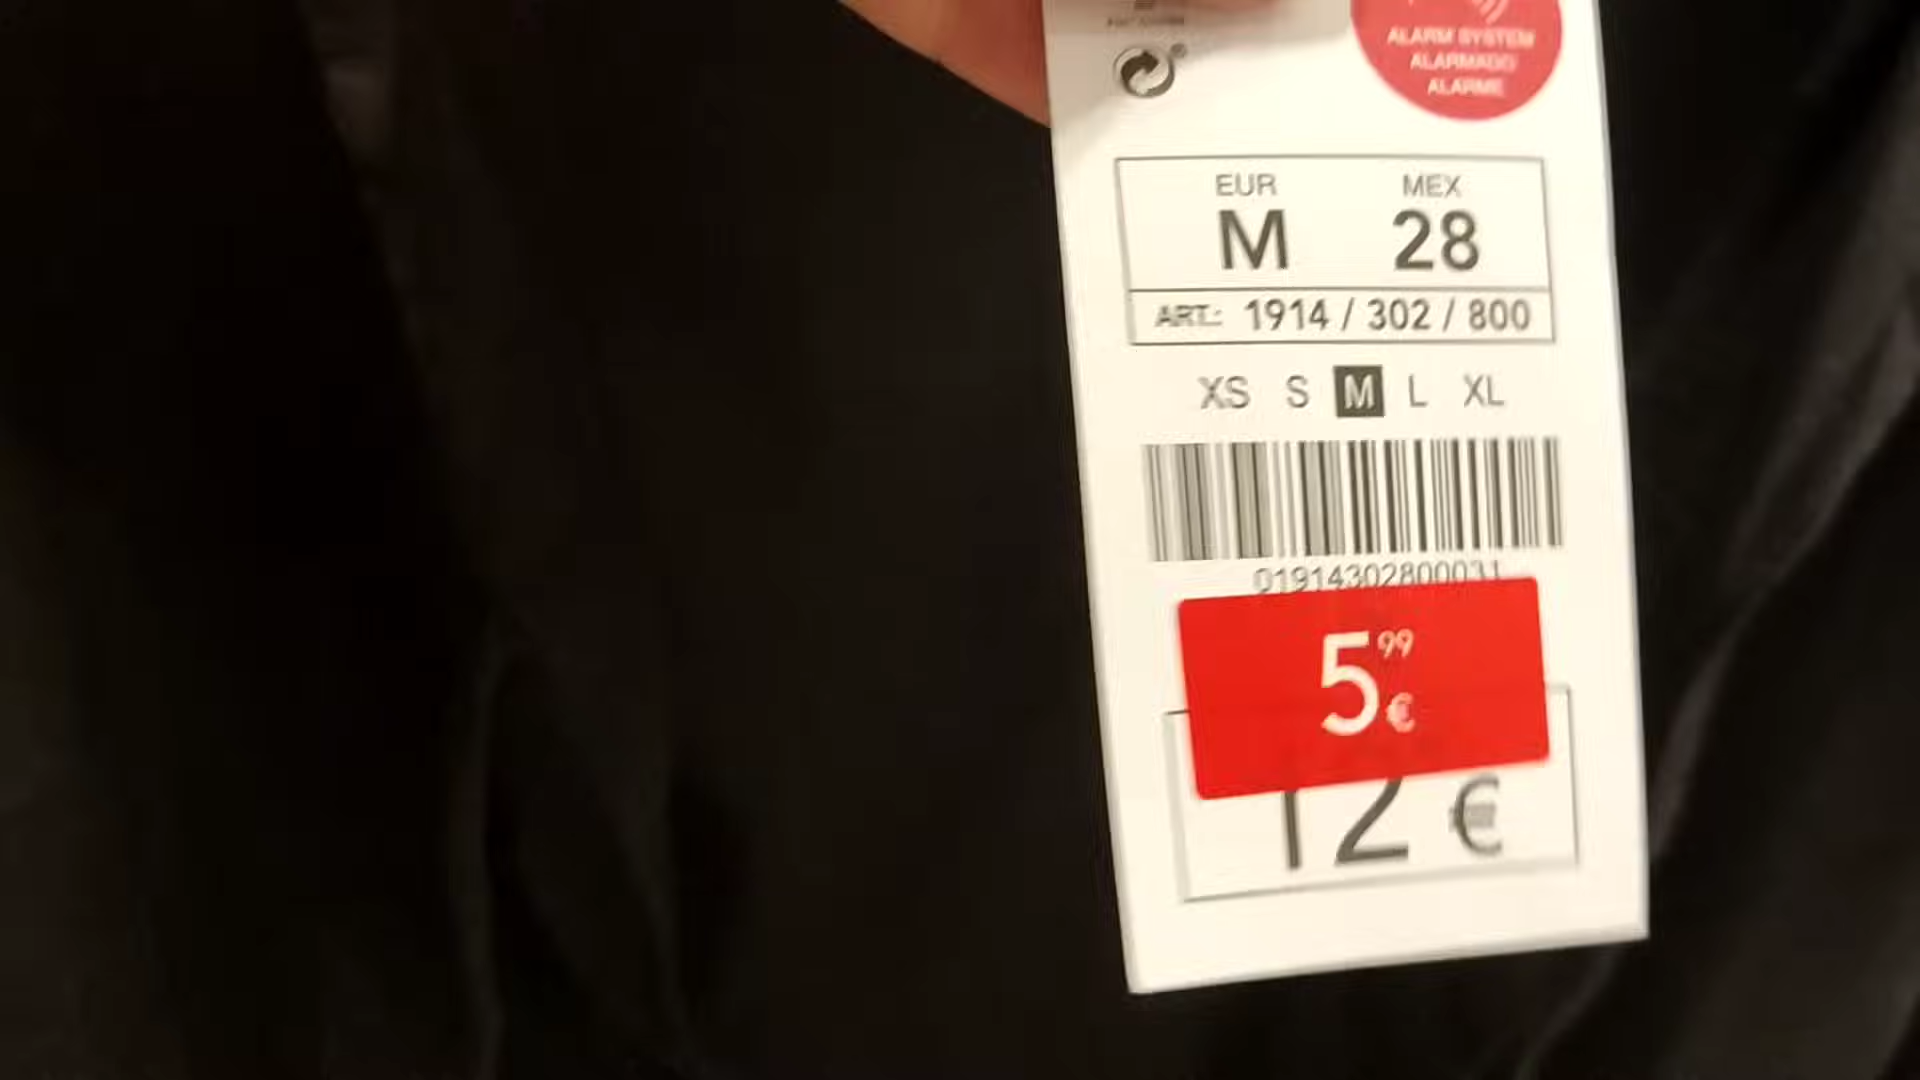 ALARM SYSTEM
ALARMADO
ALARME
EUR MEX
M 28
ART.: 1914 / 302 / 800
XS S M L XL
01914302800031
5 99 €
12 €